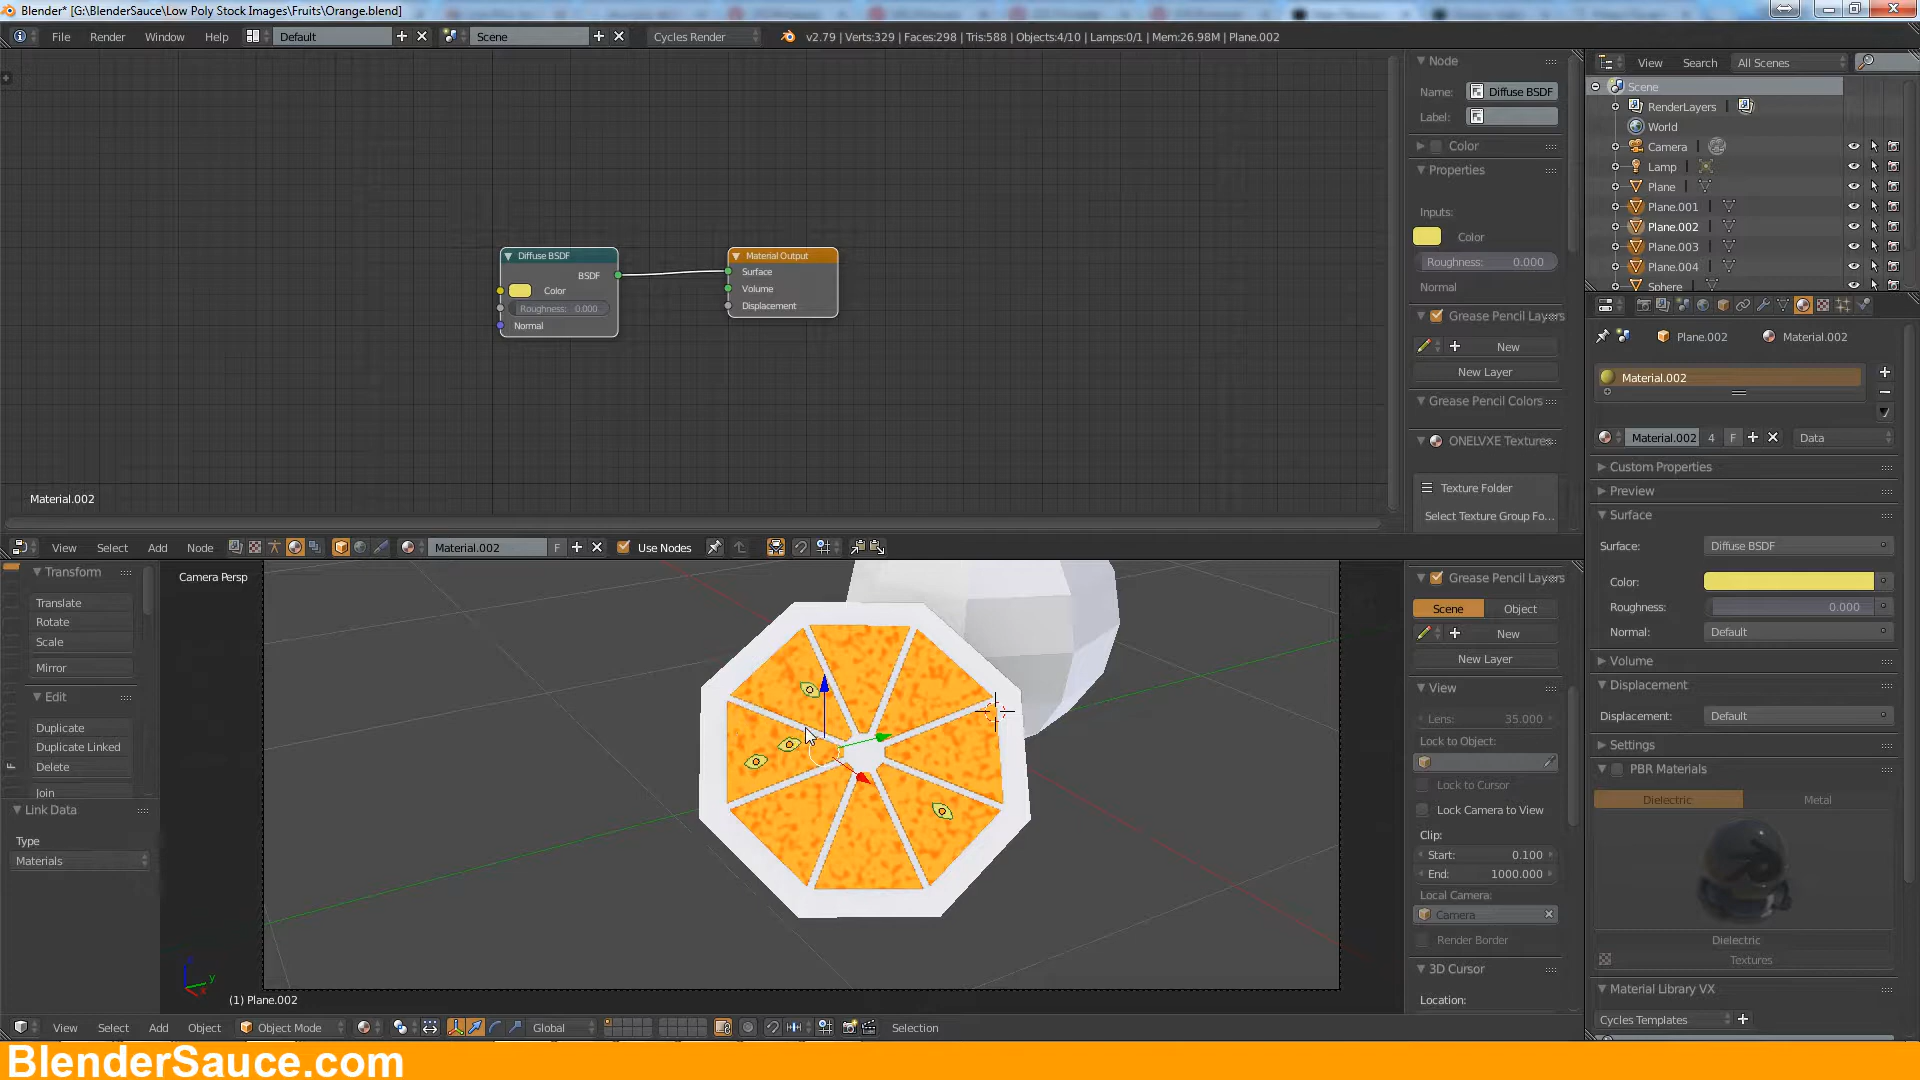 Blender* [G:\BlenderSauce\Low Poly Stock Images\Fruits\Orange.blend]
File Render Window Help Default Scene Cycles Render v2.79 | Verts:329 | Faces:298 | Tris:588 | Objects:4/10 | Lamps:0/1 | Mem:26.98M | Plane.002
Diffuse BSDF
BSDF
Color
Roughness: 0.000
Normal
Material Output
Surface
Volume
Displacement
Material.002
Node
Name: Diffuse BSDF
Label:
Color
Properties
Inputs:
Color
Roughness: 0.000
Normal
Grease Pencil Layers
New
New Layer
Grease Pencil Colors
ONELVXE Textures
Texture Folder
Select Texture Group Fo...
View Search All Scenes
Scene
RenderLayers
World
Camera
Lamp
Plane
Plane.001
Plane.002
Plane.003
Plane.004
Sphere
Plane.002 Material.002
Material.002
Material.002 4 F Data
Custom Properties
Preview
Surface
Surface: Diffuse BSDF
Color:
Roughness: 0.000
Normal: Default
Volume
Displacement
Displacement: Default
Settings
PBR Materials
Dielectric Metal
Dielectric
Textures
Material Library VX
Cycles Templates
View Select Add Node Material.002 F Use Nodes
Transform
Translate
Rotate
Scale
Mirror
Edit
Duplicate
Duplicate Linked
Delete
Join
Link Data
Type
Materials
Camera Persp
z
y
x
(1) Plane.002
Grease Pencil Layers
Scene Object
New
New Layer
View
Lens: 35.000
Lock to Object:
Lock to Cursor
Lock Camera to View
Clip:
Start: 0.100
End: 1000.000
Local Camera:
Camera
Render Border
3D Cursor
Location:
View Select Add Object Object Mode Global Selection
BlenderSauce.com